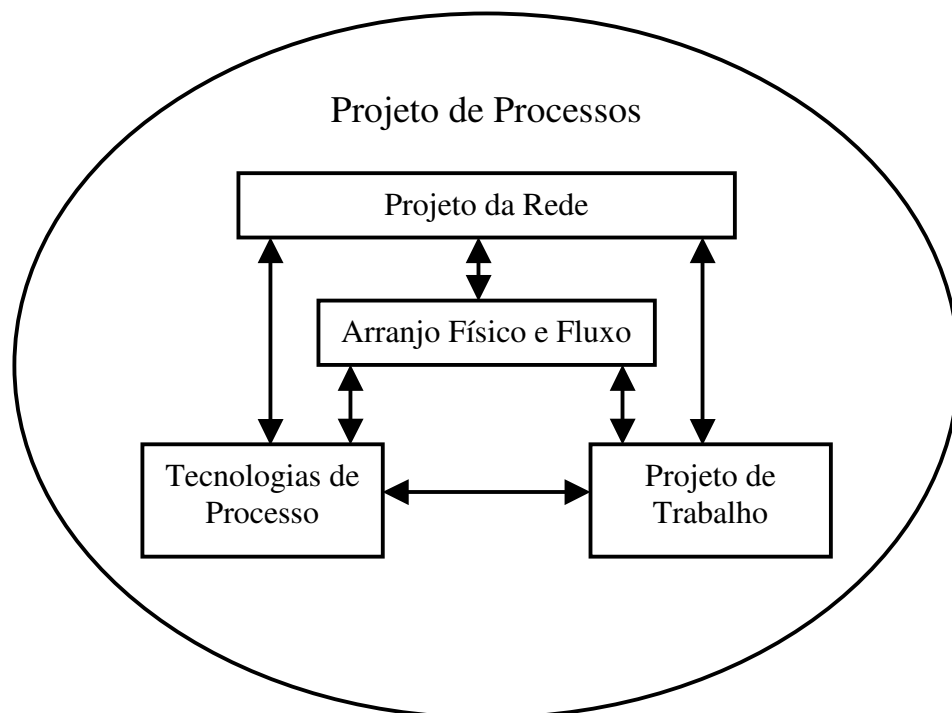 Projeto de Processos
Projeto da Rede
Arranjo Físico e Fluxo
Tecnologias de
Processo
Projeto de
Trabalho